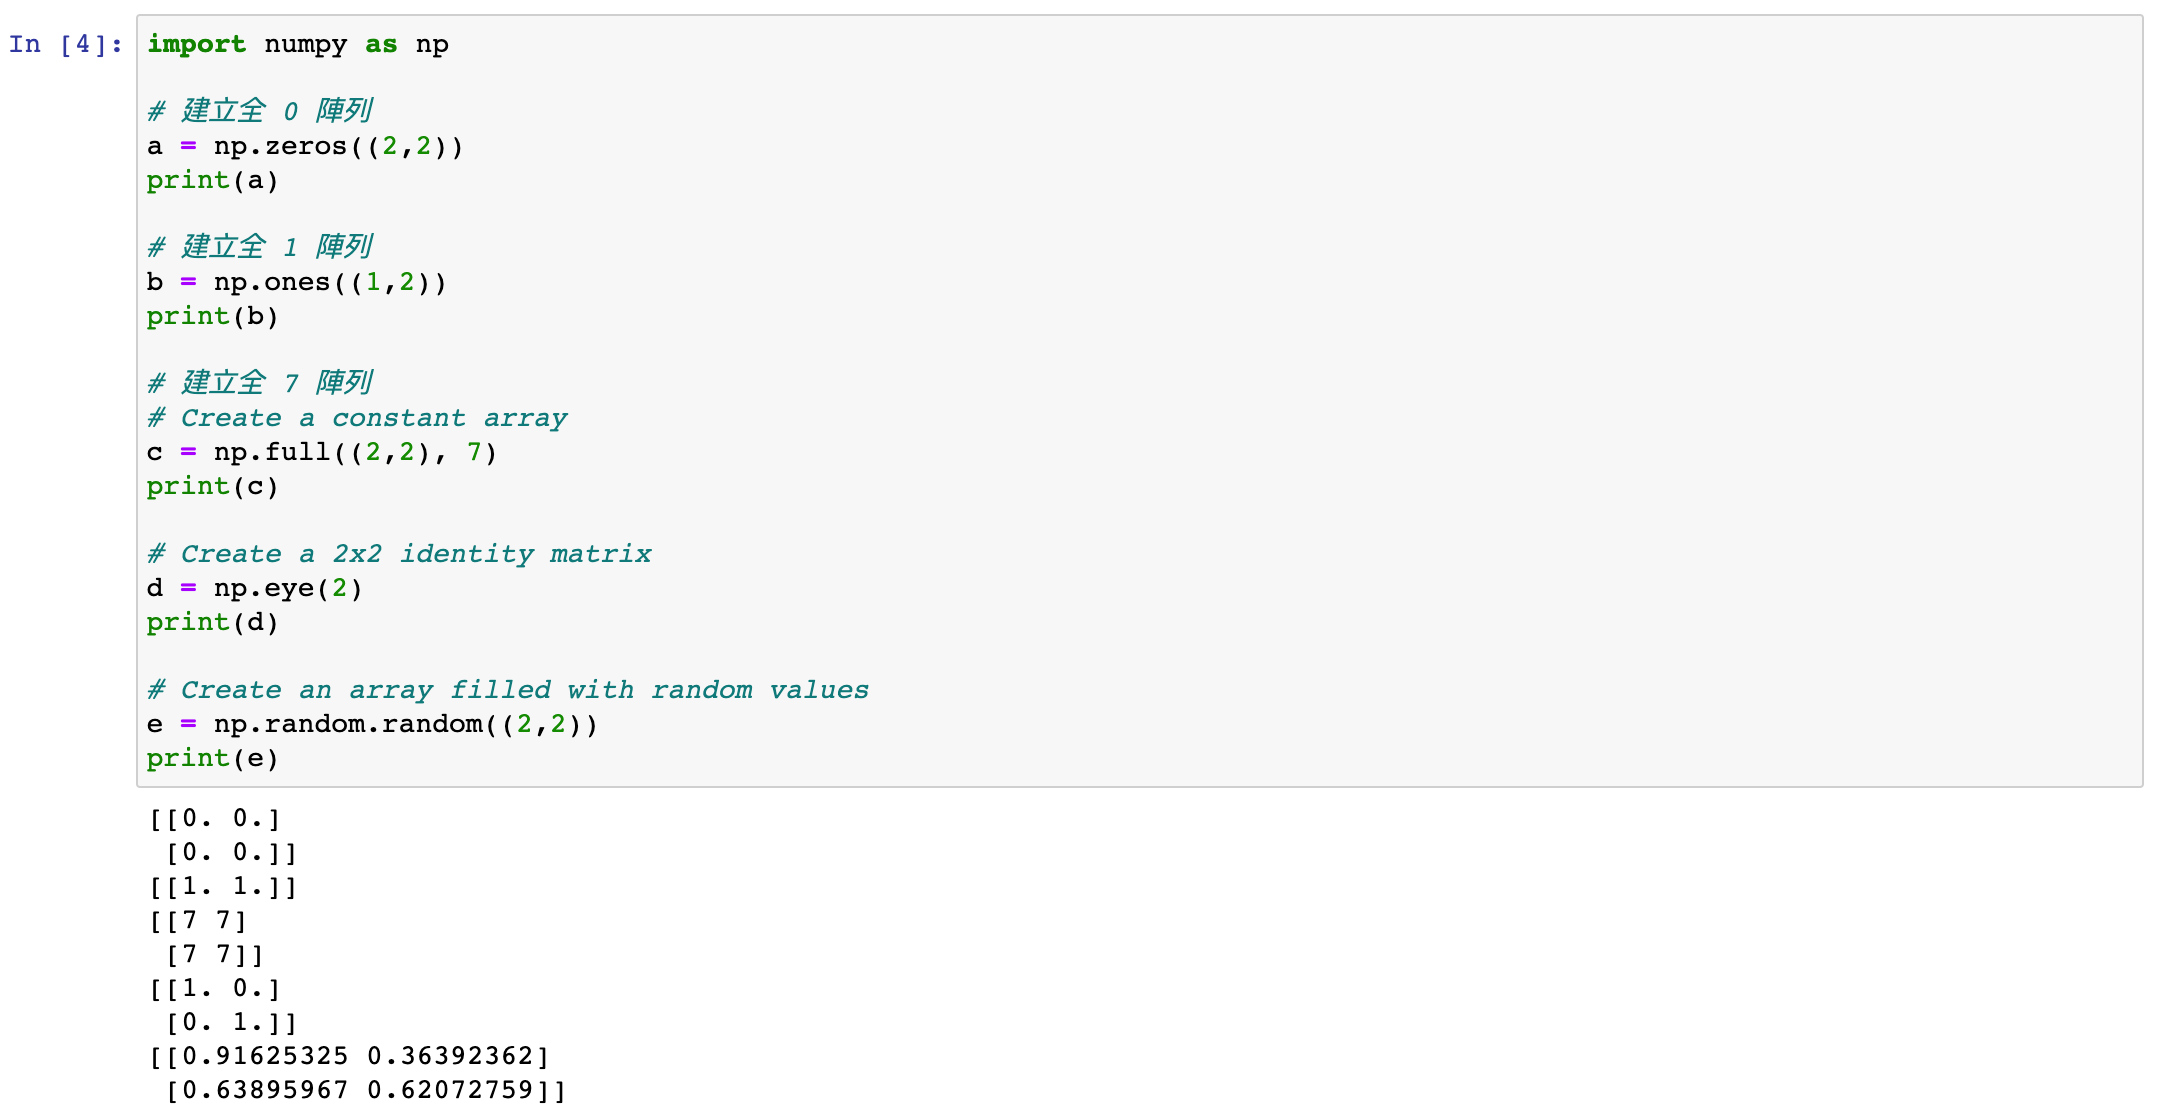 In [4]: import numpy as np
# 建立全 0 陣列
a = np.zeros((2,2))
print(a)
# 建立全 1 陣列
b = np.ones((1,2))
print(b)
# 建立全 7 陣列
# Create a constant array
c = np.full((2,2), 7)
print(c)
# Create a 2x2 identity matrix
d = np.eye(2)
print(d)
# Create an array filled with random values
e = np.random.random((2,2))
print(e)
[[0. 0.]
 [0. 0.]]
[[1. 1.]]
[[7 7]
 [7 7]]
[[1. 0.]
 [0. 1.]]
[[0.91625325 0.36392362]
 [0.63895967 0.62072759]]